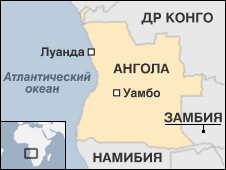 ДР КОНГО
Луанда
Атлантический
океан
АНГОЛА
Уамбо
ЗАМБИЯ
НАМИБИЯ